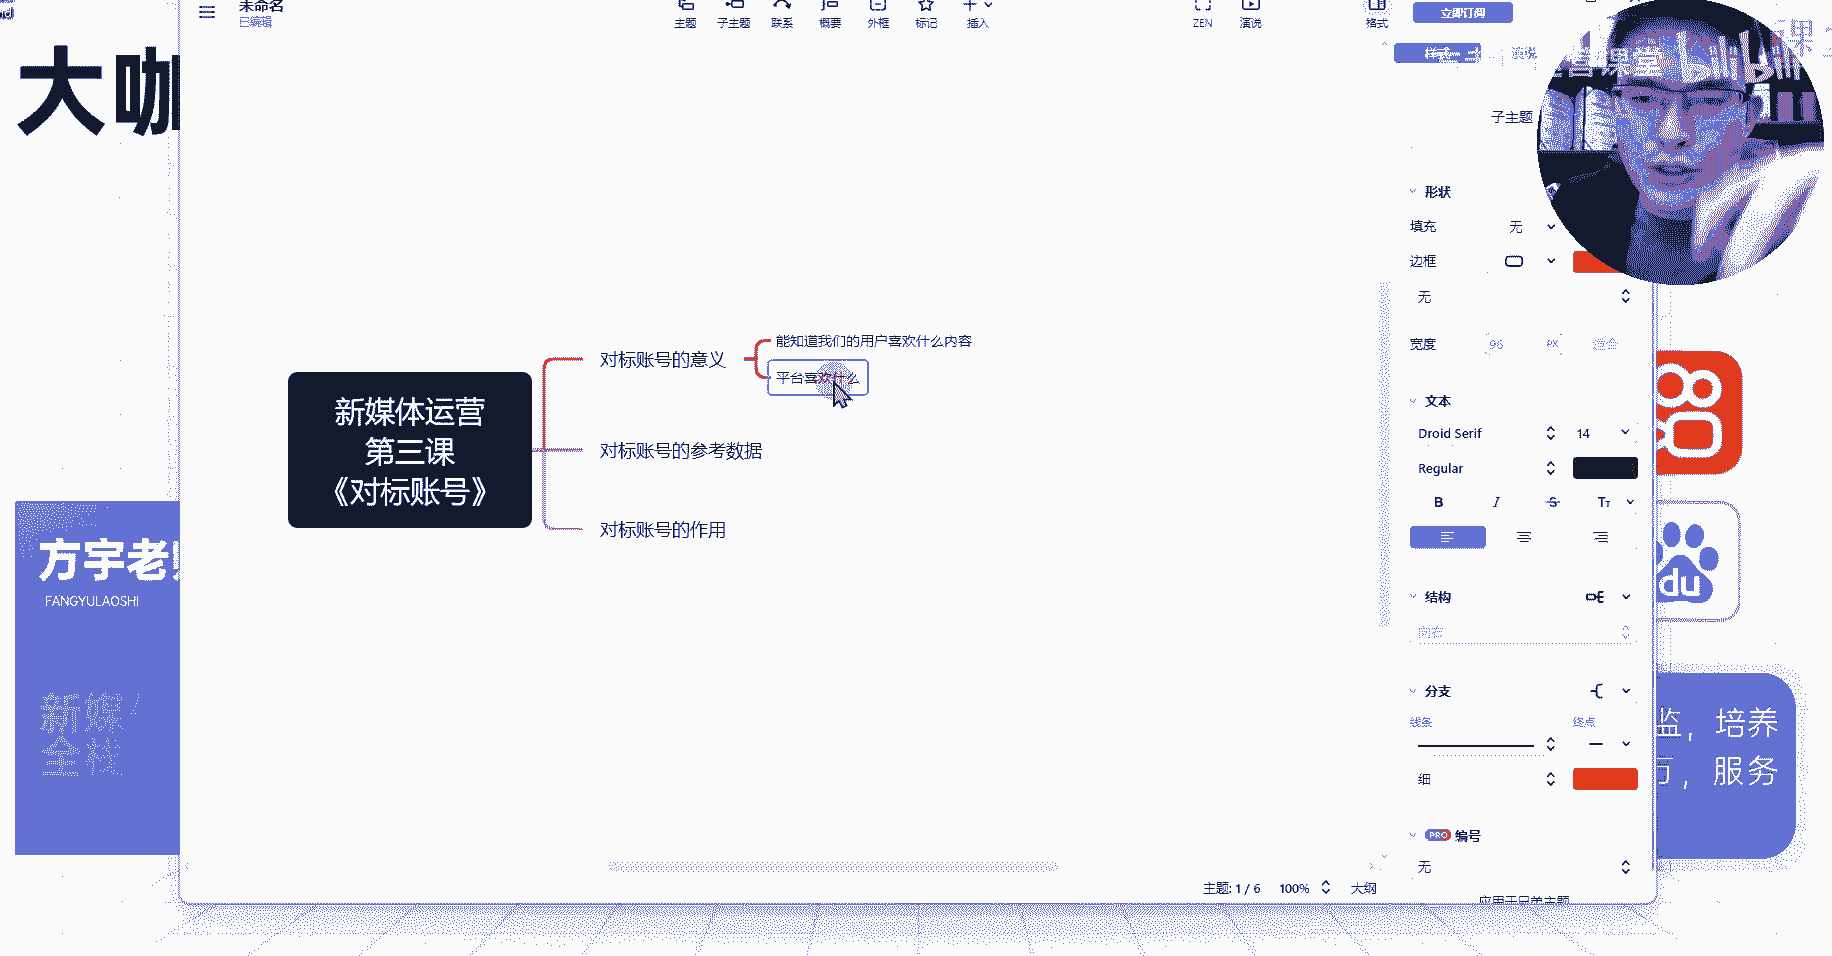 未命名
已编辑
主题
子主题
联系
概要
外框
标记
插入
ZEN
演说
格式
立即订阅
大咖
样式
演说
子主题
形状
填充
无
边框
无
宽度
96
PX
文本
Droid Serif
14
Regular
B
I
S
TT
结构
向右
分支
线条
终点
细
PRO
编号
无
应用于兄弟主题
新媒体运营
第三课
《对标账号》
对标账号的意义
能知道我们的用户喜欢什么内容
平台喜欢什么
对标账号的参考数据
对标账号的作用
方宇老
FANGYULAOSHI
新媒
全栈
du
监，培养
，服务
主题: 1 / 6
100%
大纲